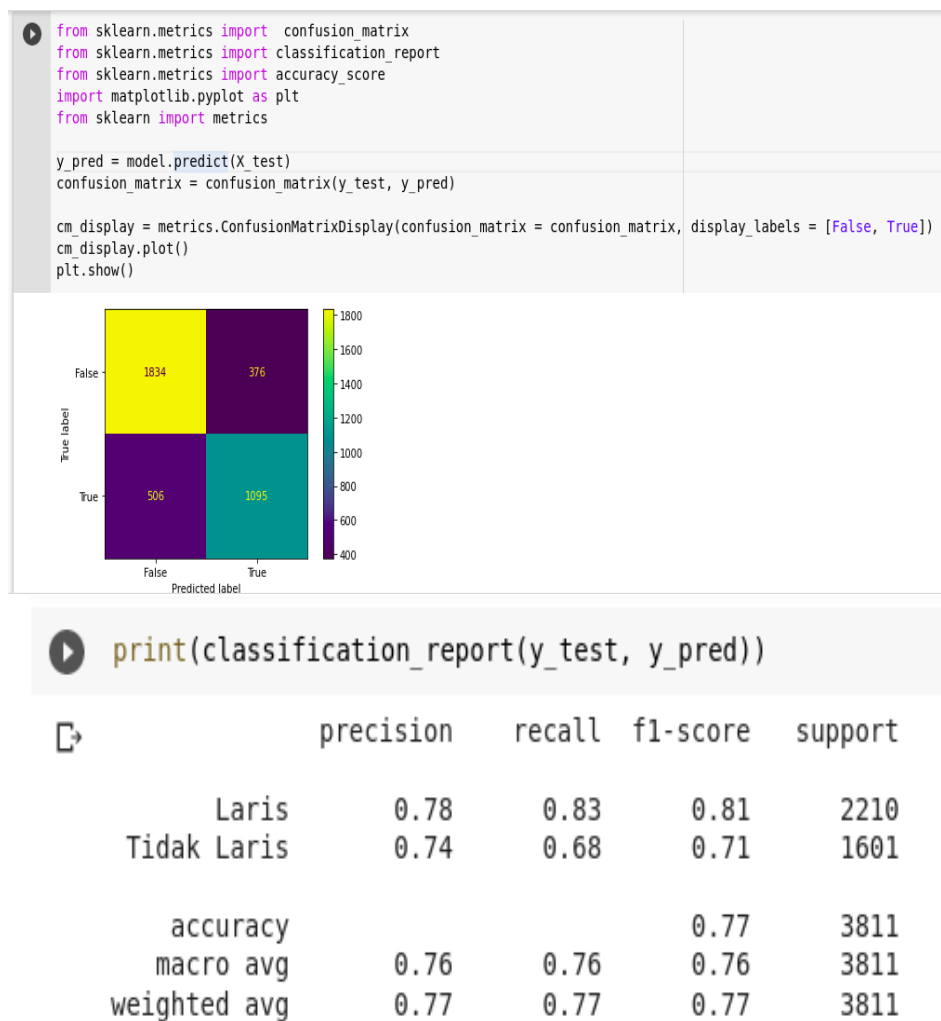 from sklearn.metrics import  confusion_matrix
from sklearn.metrics import classification_report
from sklearn.metrics import accuracy_score
import matplotlib.pyplot as plt
from sklearn import metrics
y_pred = model.predict(X_test)
confusion_matrix = confusion_matrix(y_test, y_pred)
cm_display = metrics.ConfusionMatrixDisplay(confusion_matrix = confusion_matrix, display_labels = [False, True])
cm_display.plot()
plt.show()
True label
False 1834 376
True 506 1095
False True
Predicted label
1800
1600
1400
1200
1000
800
600
400
print(classification_report(y_test, y_pred))
precision recall f1-score support
Laris 0.78 0.83 0.81 2210
Tidak Laris 0.74 0.68 0.71 1601
accuracy 0.77 3811
macro avg 0.76 0.76 0.76 3811
weighted avg 0.77 0.77 0.77 3811